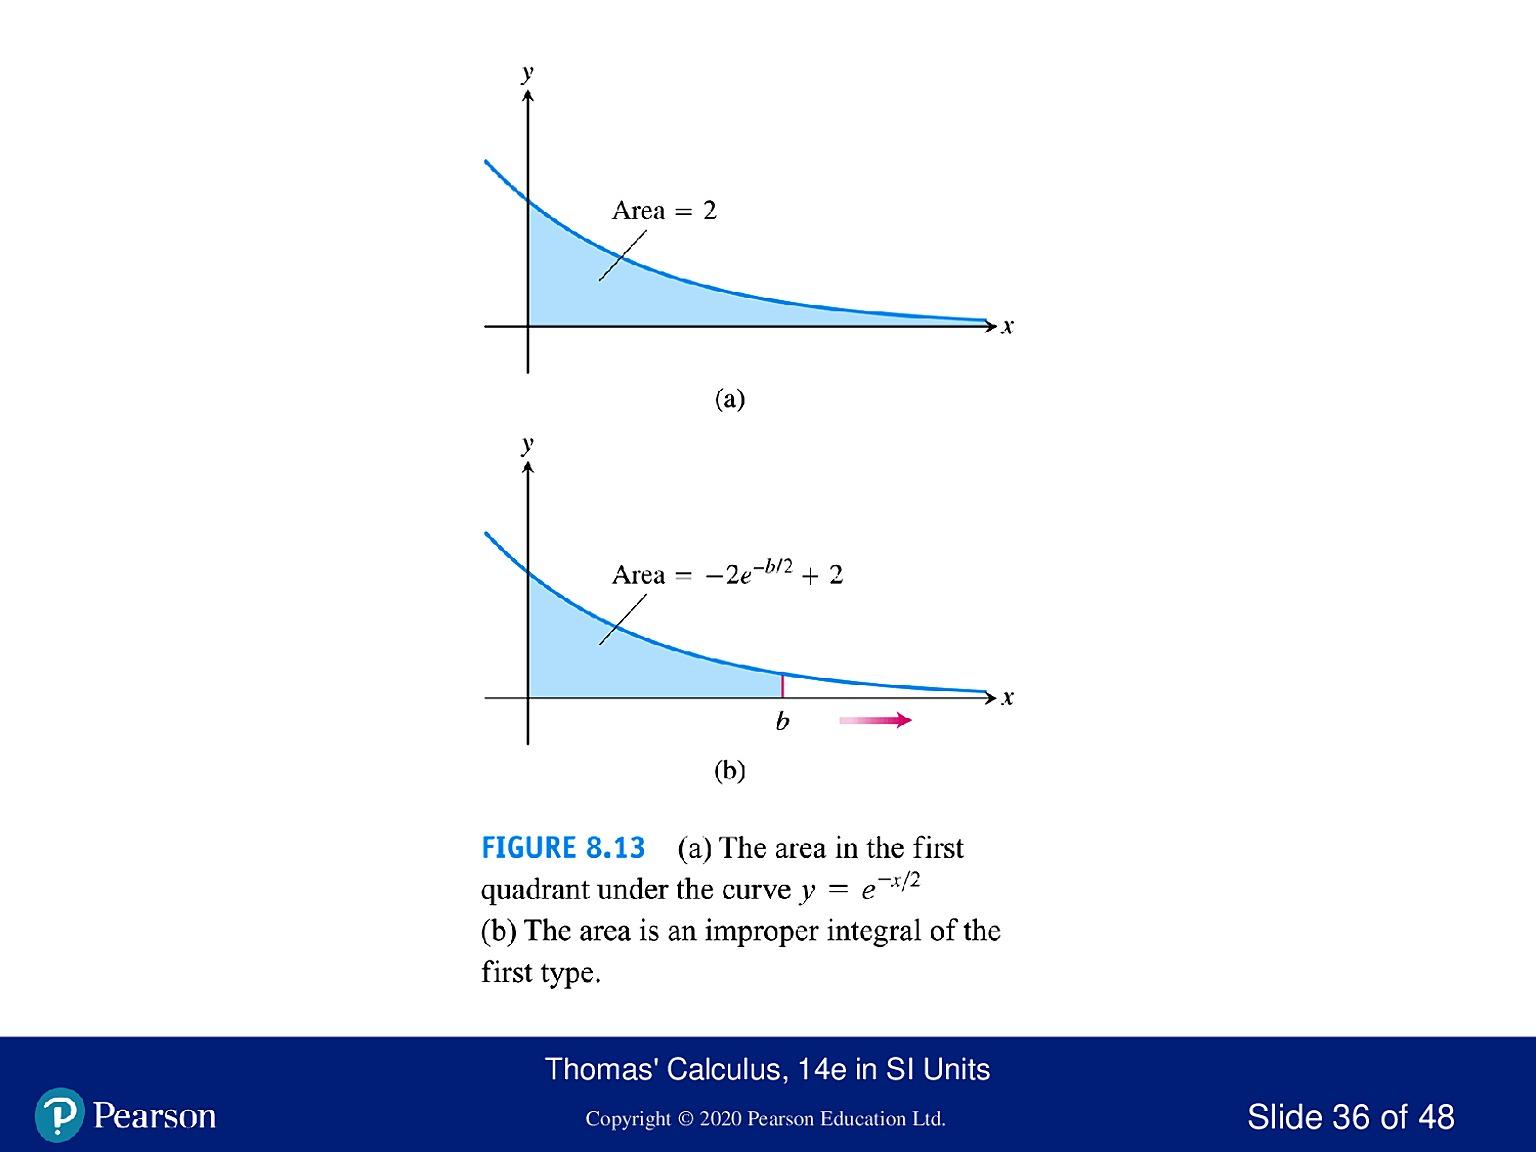 y
Area = 2
x
(a)
y
Area = −2e^{−b/2} + 2
x
b
(b)
FIGURE 8.13 (a) The area in the first
quadrant under the curve y = e^{−x/2}
(b) The area is an improper integral of the
first type.
Thomas' Calculus, 14e in SI Units
Pearson
Copyright © 2020 Pearson Education Ltd.
Slide 36 of 48